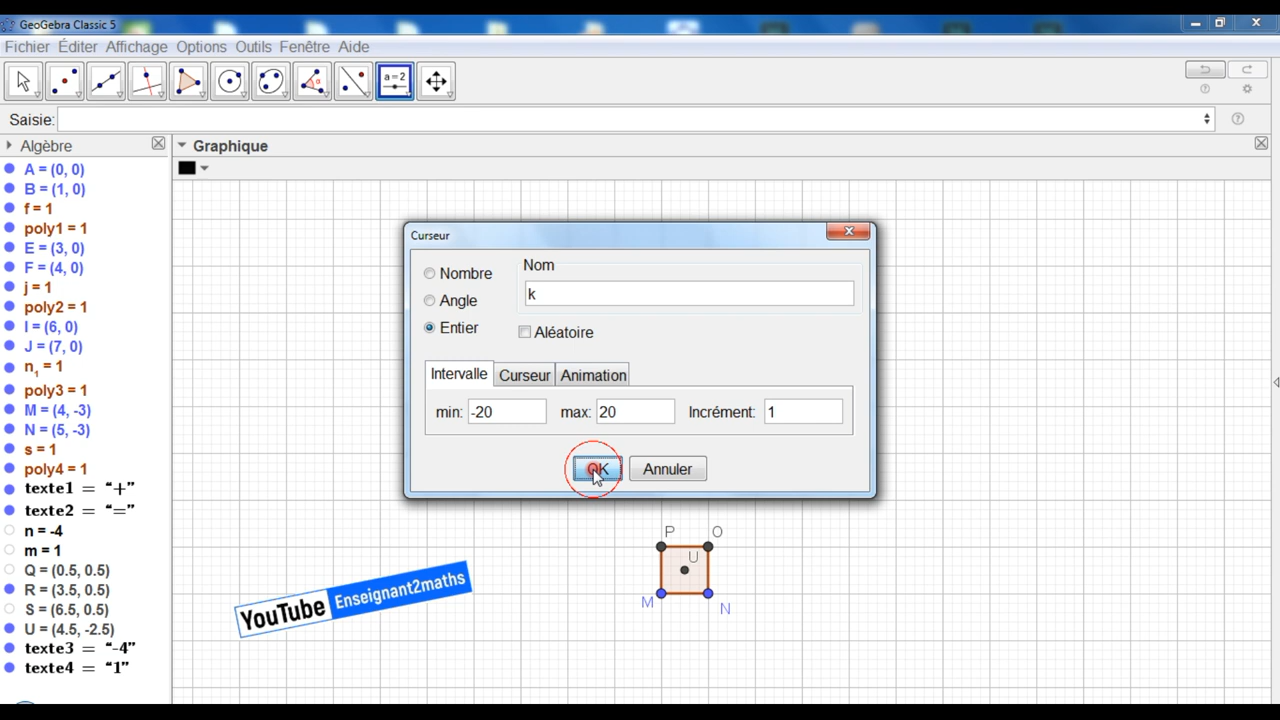 GeoGebra Classic 5
Fichier Éditer Affichage Options Outils Fenêtre Aide
a=2
Saisie:
Algèbre
Graphique
A = (0, 0)
B = (1, 0)
f = 1
poly1 = 1
E = (3, 0)
F = (4, 0)
j = 1
poly2 = 1
I = (6, 0)
J = (7, 0)
n₁ = 1
poly3 = 1
M = (4, -3)
N = (5, -3)
s = 1
poly4 = 1
texte1 = “+”
texte2 = “=”
n = -4
m = 1
Q = (0.5, 0.5)
R = (3.5, 0.5)
S = (6.5, 0.5)
U = (4.5, -2.5)
texte3 = “-4”
texte4 = “1”
Curseur
Nombre
Angle
Entier
Nom
k
Aléatoire
Intervalle Curseur Animation
min: -20 max: 20 Incrément: 1
OK Annuler
P O
U
M N
YouTube Enseignant2maths